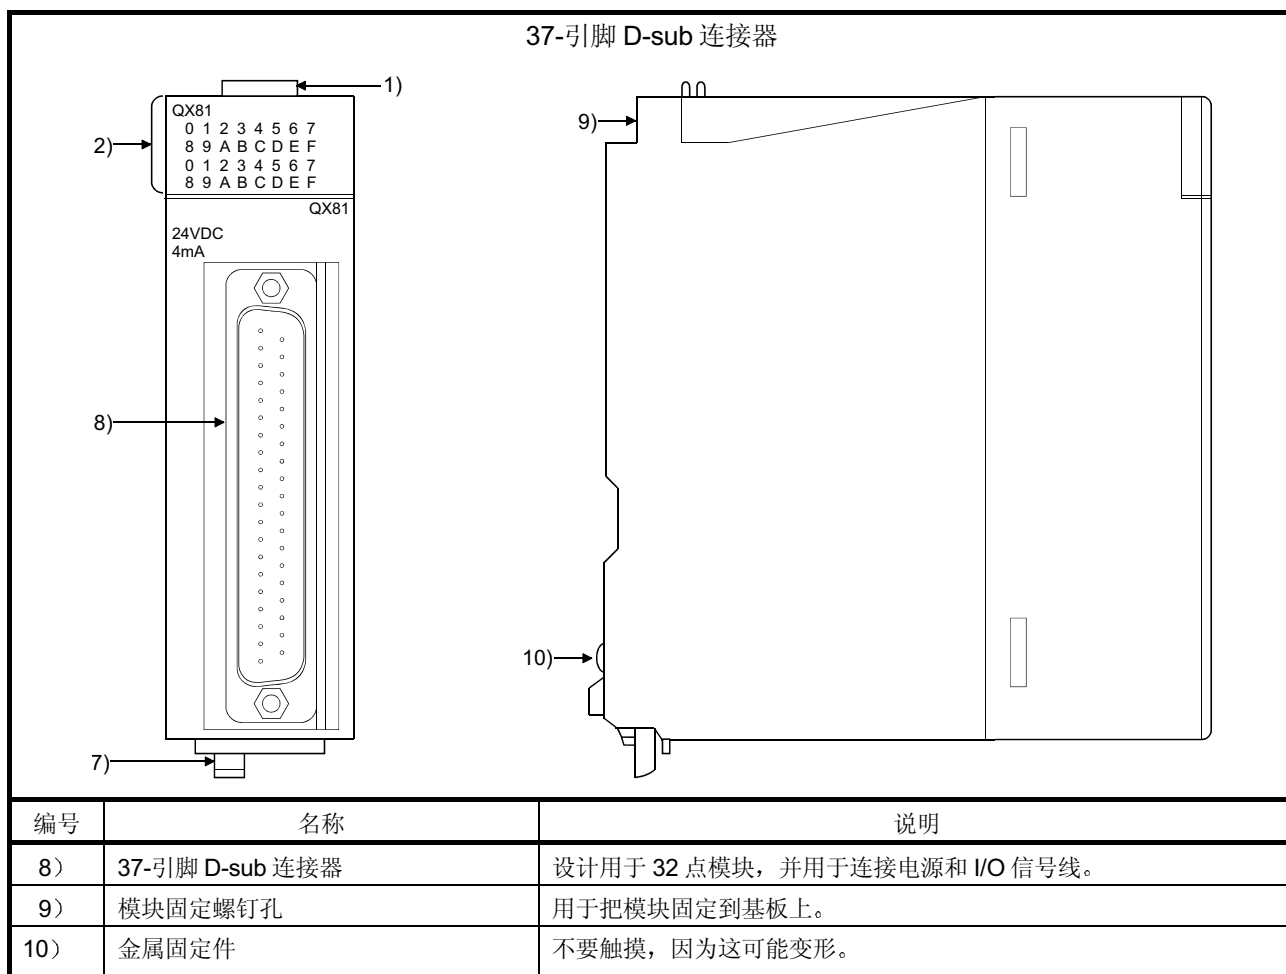 37-引脚 D-sub 连接器
1)
QX81
0 1 2 3 4 5 6 7
8 9 A B C D E F
0 1 2 3 4 5 6 7
8 9 A B C D E F
2)
9)
QX81
24VDC
4mA
8)
10)
7)
编号 名称 说明
8） 37-引脚 D-sub 连接器 设计用于 32 点模块，并用于连接电源和 I/O 信号线。
9） 模块固定螺钉孔 用于把模块固定到基板上。
10） 金属固定件 不要触摸，因为这可能变形。